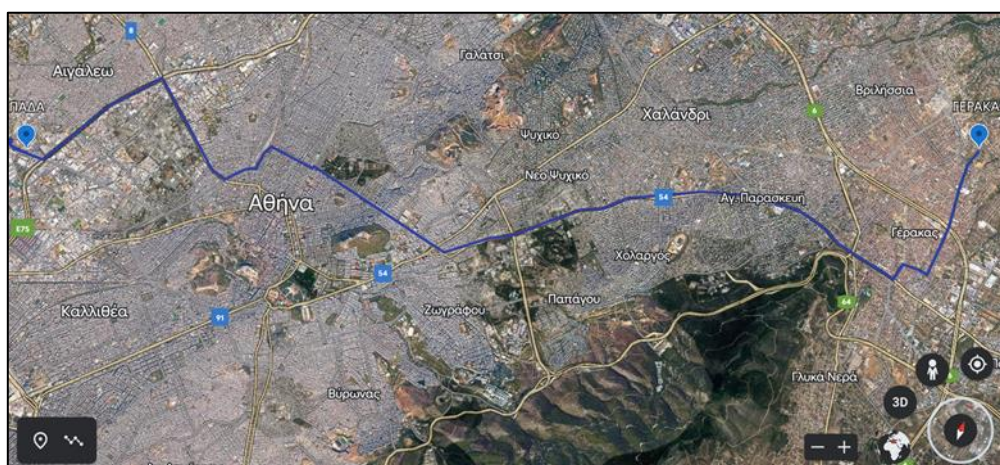 8
Γαλάτσι
Αιγάλεω
Βριλήσσια
ΠΑΔΑ
ΓΕΡΑΚΑ
6
Χαλάνδρι
Ψυχικό
Νέο Ψυχικό
54
Αγ. Παρασκευή
Αθήνα
E75
Γέρακας
Χολαργός
54
Παπάγου
64
Καλλιθέα
91
Ζωγράφου
Γλυκά Νερά
Βύρωνας
3D